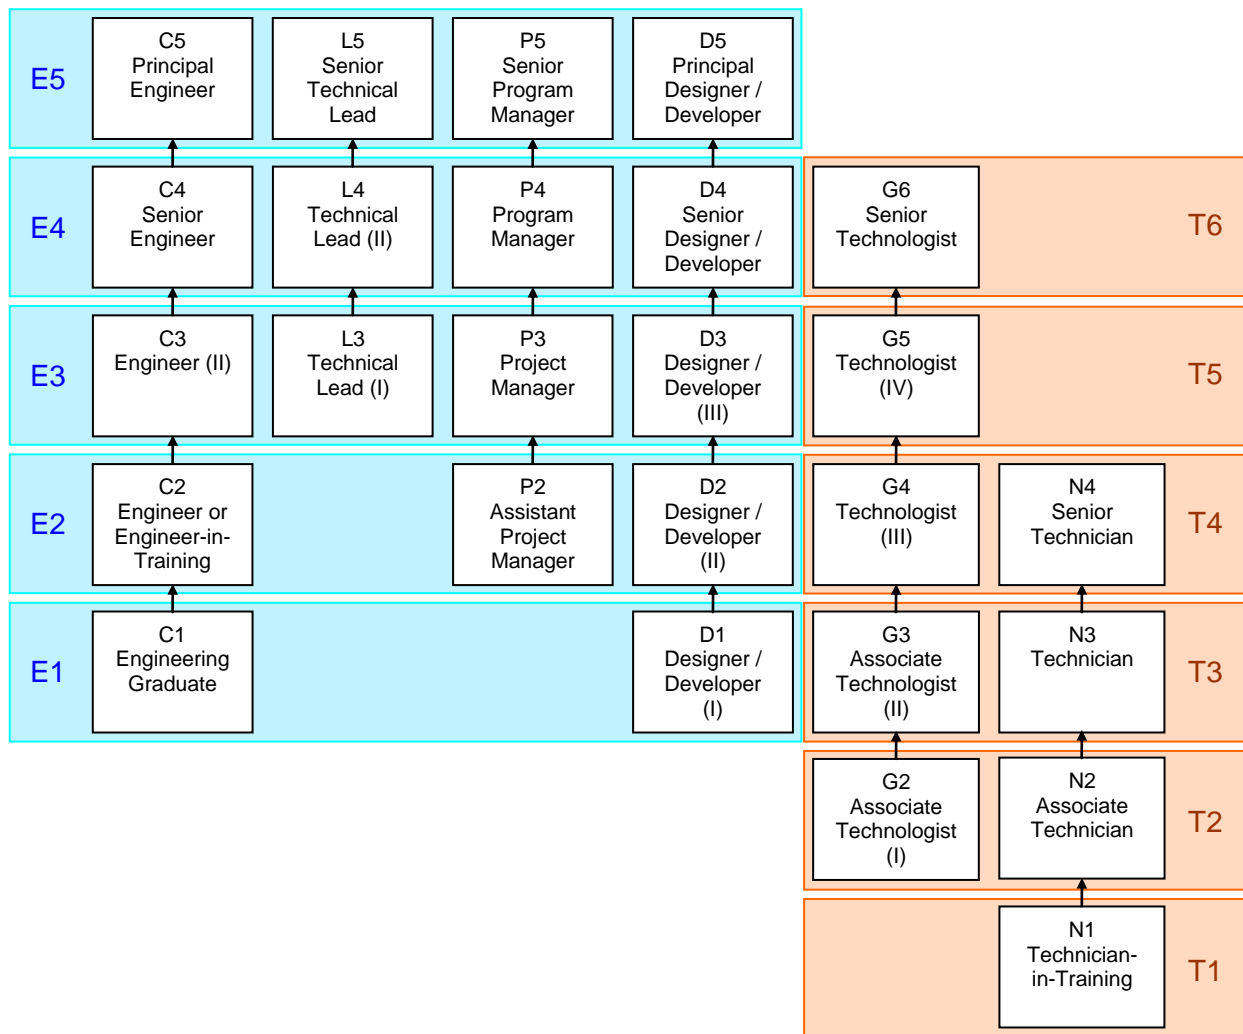 E5
C5
Principal
Engineer
L5
Senior
Technical
Lead
P5
Senior
Program
Manager
D5
Principal
Designer /
Developer
E4
C4
Senior
Engineer
L4
Technical
Lead (II)
P4
Program
Manager
D4
Senior
Designer /
Developer
G6
Senior
Technologist
T6
E3
C3
Engineer (II)
L3
Technical
Lead (I)
P3
Project
Manager
D3
Designer /
Developer
(III)
G5
Technologist
(IV)
T5
E2
C2
Engineer or
Engineer-in-
Training
P2
Assistant
Project
Manager
D2
Designer /
Developer
(II)
G4
Technologist
(III)
N4
Senior
Technician
T4
E1
C1
Engineering
Graduate
D1
Designer /
Developer
(I)
G3
Associate
Technologist
(II)
N3
Technician
T3
G2
Associate
Technologist
(I)
N2
Associate
Technician
T2
N1
Technician-
in-Training
T1